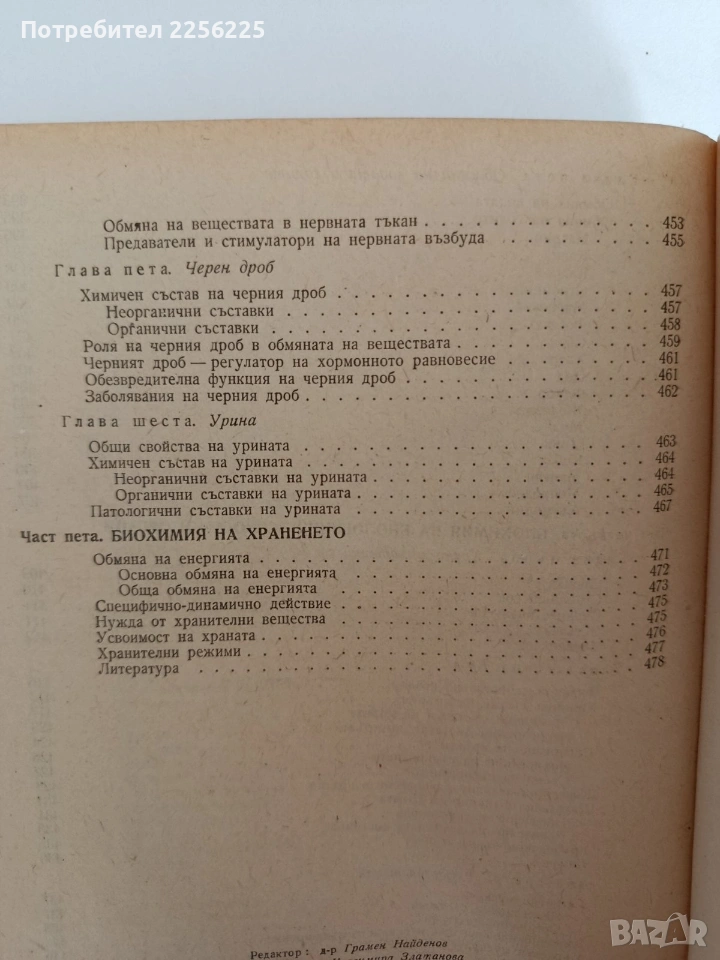 Потребител 2256225
Обмяна на веществата в нервната тъкан . . . . . . . . . . . . . 453
Предаватели и стимулатори на нервната възбуда . . . . . . . . . 455
Глава пета. Черен дроб
Химичен състав на черния дроб . . . . . . . . . . . . . . . . . 457
Неорганични съставки . . . . . . . . . . . . . . . . . . . . 457
Органични съставки . . . . . . . . . . . . . . . . . . . . . 458
Роля на черния дроб в обмяната на веществата . . . . . . . . . . 459
Черният дроб — регулатор на хормонното равновесие . . . . . . . . 461
Обезвредителна функция на черния дроб . . . . . . . . . . . . . 461
Заболявания на черния дроб . . . . . . . . . . . . . . . . . . 462
Глава шеста. Урина
Общи свойства на урината . . . . . . . . . . . . . . . . . . . 463
Химичен състав на урината . . . . . . . . . . . . . . . . . . . 464
Неорганични съставки на урината . . . . . . . . . . . . . . . 464
Органични съставки на урината . . . . . . . . . . . . . . . . 465
Патологични съставки на урината . . . . . . . . . . . . . . . . 467
Част пета. БИОХИМИЯ НА ХРАНЕНЕТО
Обмяна на енергията . . . . . . . . . . . . . . . . . . . . . 471
Основна обмяна на енергията . . . . . . . . . . . . . . . . . 472
Обща обмяна на енергията . . . . . . . . . . . . . . . . . . 473
Специфично-динамично действие . . . . . . . . . . . . . . . . . 475
Нужда от хранителни вещества . . . . . . . . . . . . . . . . . 475
Усвоимост на храната . . . . . . . . . . . . . . . . . . . . . 476
Хранителни режими . . . . . . . . . . . . . . . . . . . . . . 477
Литература . . . . . . . . . . . . . . . . . . . . . . . . . 478
Редактор: д-р Грамен Найденов
Златанова
BAZAR